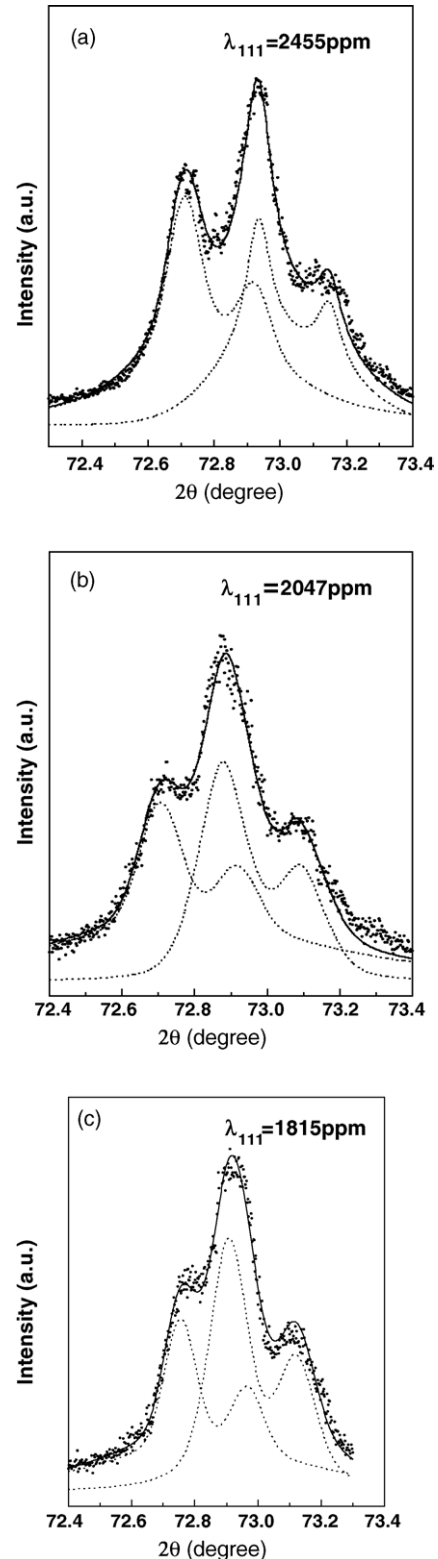 (a)
λ111=2455ppm
Intensity (a.u.)
72.4 72.6 72.8 73.0 73.2 73.4
2θ (degree)
(b)
λ111=2047ppm
Intensity (a.u.)
72.4 72.6 72.8 73.0 73.2 73.4
2θ (degree)
(c)
λ111=1815ppm
Intensity (a.u.)
72.4 72.6 72.8 73.0 73.2 73.4
2θ (degree)